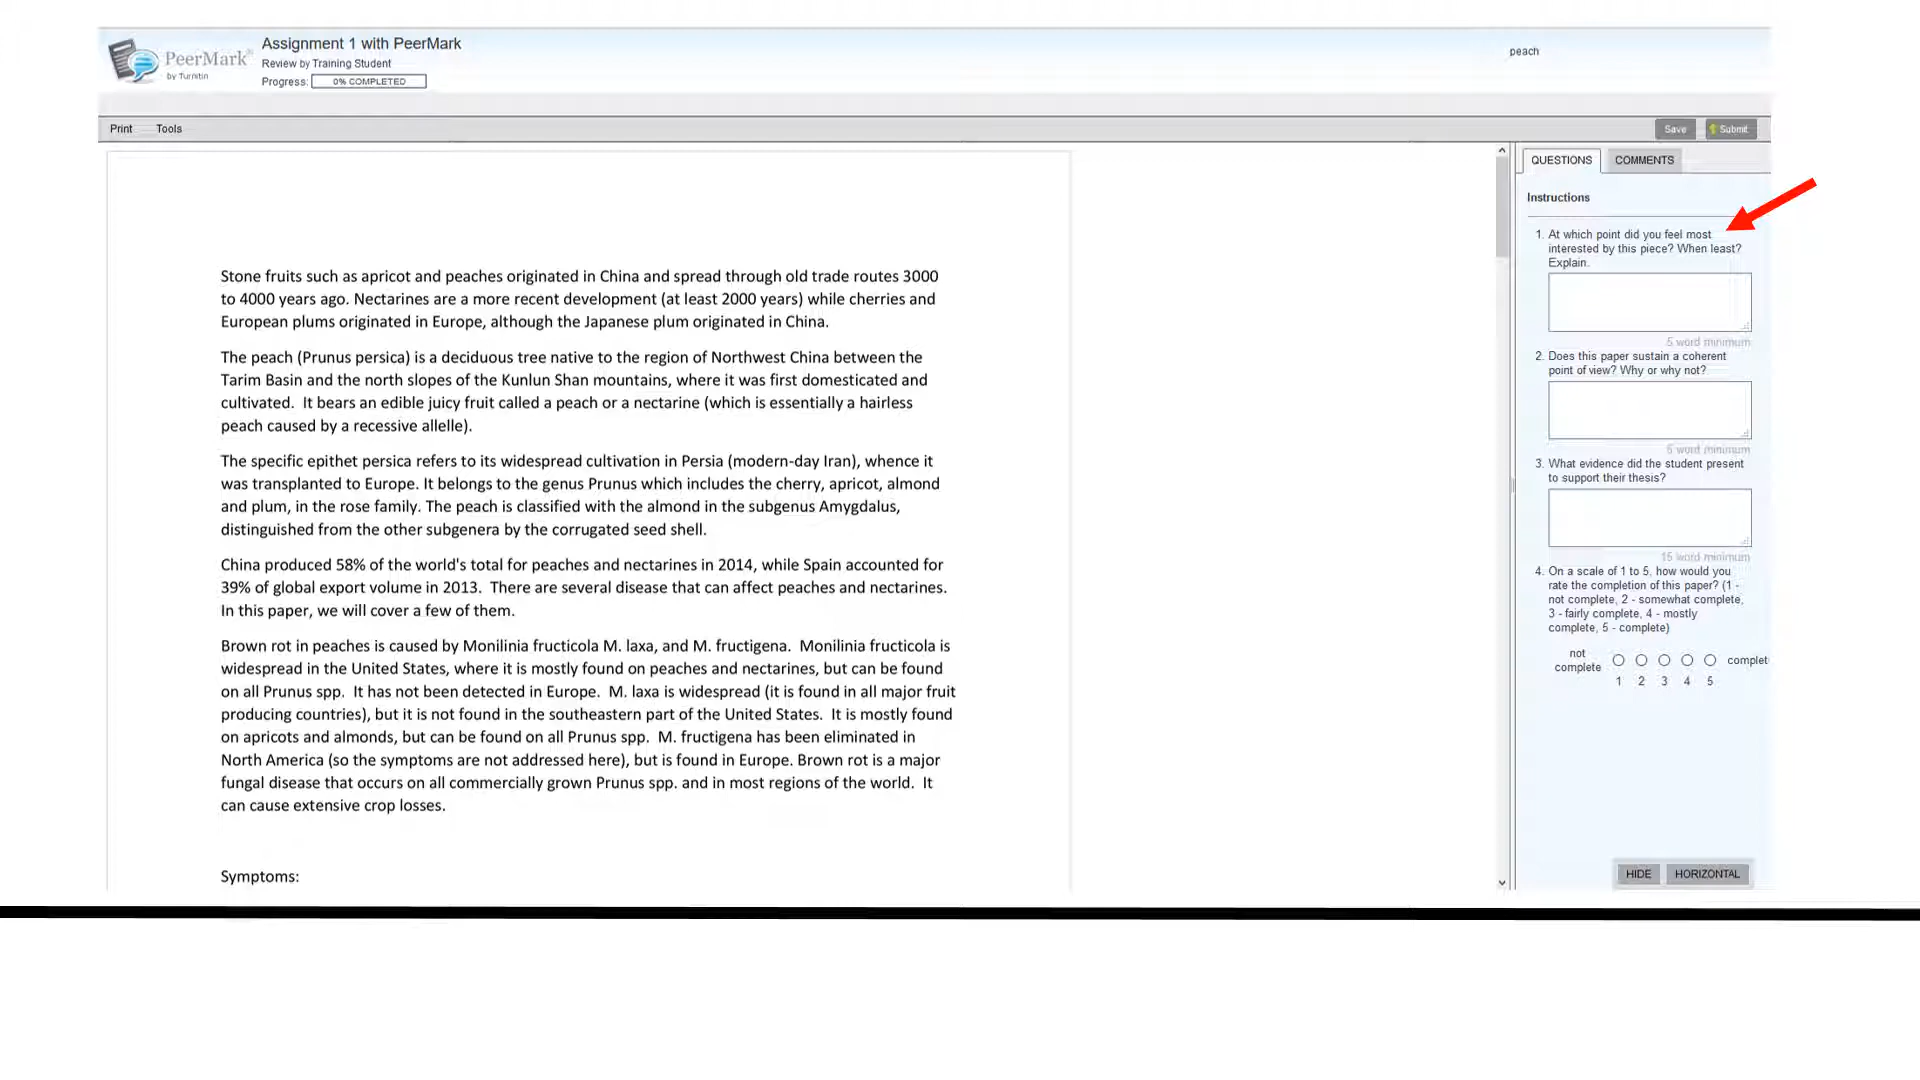 PeerMark®
by Turnitin
Assignment 1 with PeerMark
Review by Training Student
Progress: 0% COMPLETED
peach
Print Tools
Save Submit
Stone fruits such as apricot and peaches originated in China and spread through old trade routes 3000
to 4000 years ago. Nectarines are a more recent development (at least 2000 years) while cherries and
European plums originated in Europe, although the Japanese plum originated in China.
The peach (Prunus persica) is a deciduous tree native to the region of Northwest China between the
Tarim Basin and the north slopes of the Kunlun Shan mountains, where it was first domesticated and
cultivated.  It bears an edible juicy fruit called a peach or a nectarine (which is essentially a hairless
peach caused by a recessive allelle).
The specific epithet persica refers to its widespread cultivation in Persia (modern-day Iran), whence it
was transplanted to Europe. It belongs to the genus Prunus which includes the cherry, apricot, almond
and plum, in the rose family. The peach is classified with the almond in the subgenus Amygdalus,
distinguished from the other subgenera by the corrugated seed shell.
China produced 58% of the world's total for peaches and nectarines in 2014, while Spain accounted for
39% of global export volume in 2013.  There are several disease that can affect peaches and nectarines.
In this paper, we will cover a few of them.
Brown rot in peaches is caused by Monilinia fructicola M. laxa, and M. fructigena.  Monilinia fructicola is
widespread in the United States, where it is mostly found on peaches and nectarines, but can be found
on all Prunus spp.  It has not been detected in Europe.  M. laxa is widespread (it is found in all major fruit
producing countries), but it is not found in the southeastern part of the United States.  It is mostly found
on apricots and almonds, but can be found on all Prunus spp.  M. fructigena has been eliminated in
North America (so the symptoms are not addressed here), but is found in Europe. Brown rot is a major
fungal disease that occurs on all commercially grown Prunus spp. and in most regions of the world.  It
can cause extensive crop losses.
Symptoms:
QUESTIONS COMMENTS
Instructions
1. At which point did you feel most
interested by this piece? When least?
Explain.
5 word minimum
2. Does this paper sustain a coherent
point of view? Why or why not?
5 word minimum
3. What evidence did the student present
to support their thesis?
15 word minimum
4. On a scale of 1 to 5, how would you
rate the completion of this paper? (1 -
not complete, 2 - somewhat complete,
3 - fairly complete, 4 - mostly
complete, 5 - complete)
not
complete complet
1 2 3 4 5
HIDE HORIZONTAL